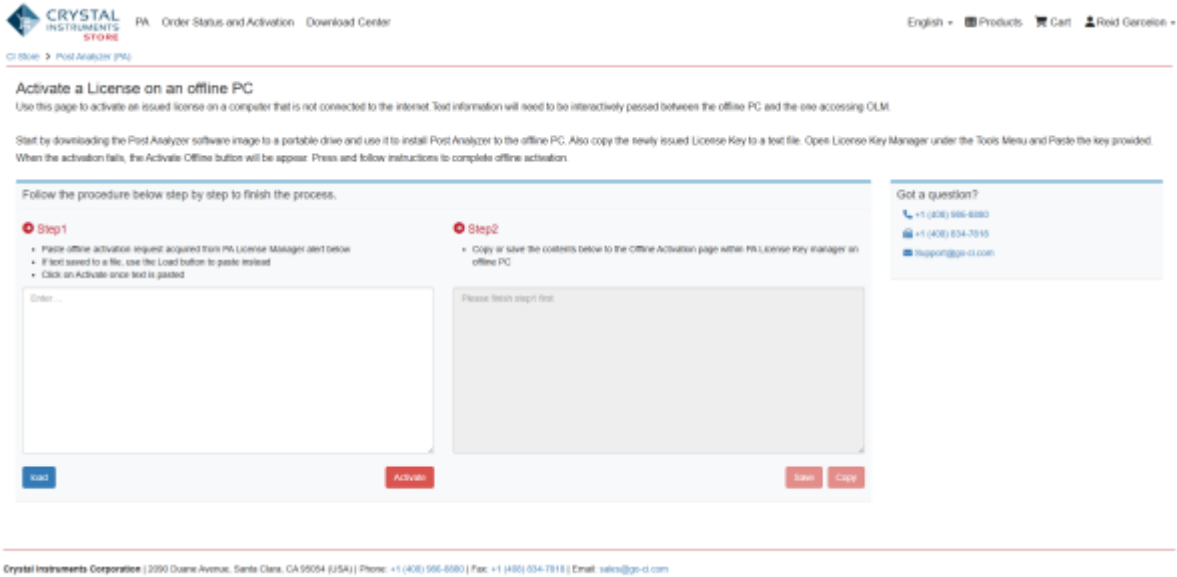 CRYSTAL
INSTRUMENTS
STORE
PA Order Status and Activation Download Center
English Products Cart Reid Garcelon
CI Store > Post Analyzer (PA)
Activate a License on an offline PC
Use this page to activate an issued license on a computer that is not connected to the internet.Text information will need to be interactively passed between the offline PC and the one accessing OLM.
Start by downloading the Post Analyzer software image to a portable drive and use it to install Post Analyzer to the offline PC. Also copy the newly issued License Key to a text file. Open License Key Manager under the Tools Menu and Paste the key provided.
When the activation fails, the Activate Offline button will be appear. Press and follow instructions to complete offline activation.
Follow the procedure below step by step to finish the process.
Step1
• Paste offline activation request acquired from PA License Manager alert below
• If text saved to a file, use the Load button to paste instead
• Click on Activate once text is pasted
Enter ...
load
Activate
Step2
• Copy or save the contents below to the Offline Activation page within PA License Key manager on
offline PC
Please finish step1 first
Save Copy
Got a question?
+1 (408) 986-8880
+1 (408) 834-7818
Support@go-ci.com
Crystal Instruments Corporation | 2090 Duane Avenue, Santa Clara, CA 95054 (USA) | Phone: +1 (408) 986-8880 | Fax: +1 (408) 834-7818 | Email: sales@go-ci.com